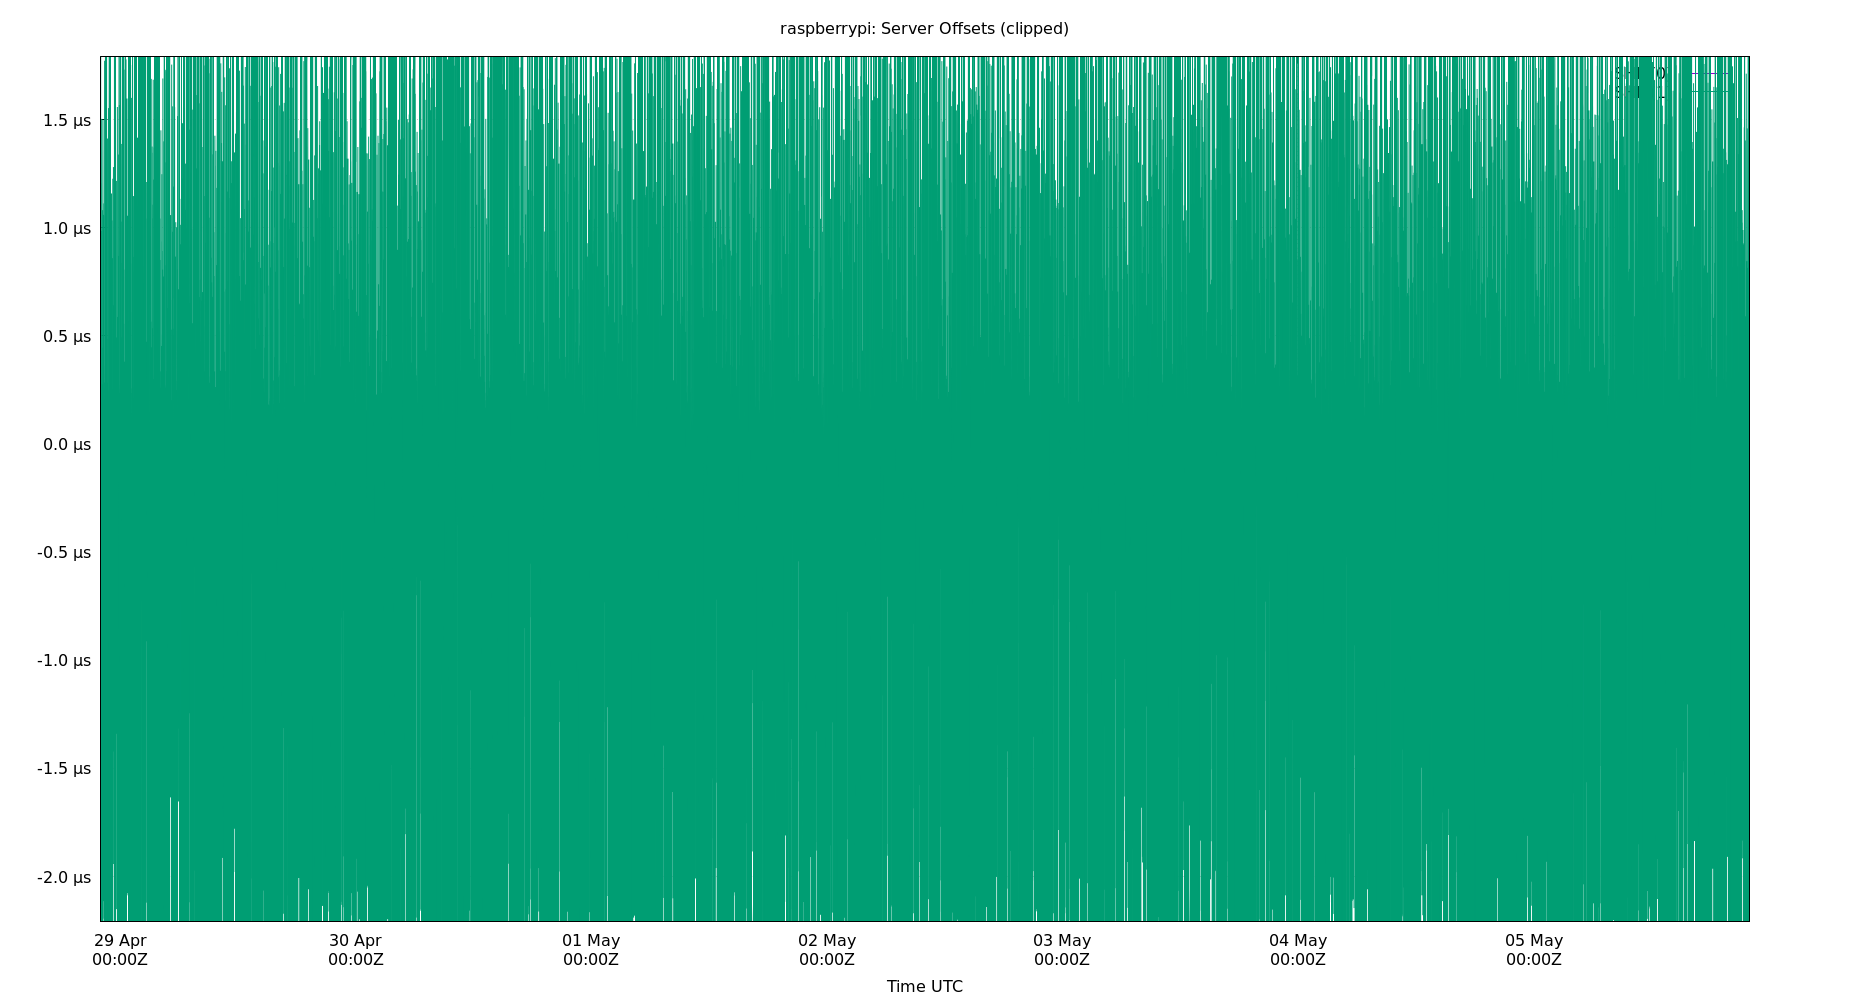 raspberrypi: Server Offsets (clipped)
1.5 µs
1.0 µs
0.5 µs
0.0 µs
-0.5 µs
-1.0 µs
-1.5 µs
-2.0 µs
29 Apr 30 Apr 01 May 02 May 03 May 04 May 05 May
00:00Z 00:00Z 00:00Z 00:00Z 00:00Z 00:00Z 00:00Z
Time UTC